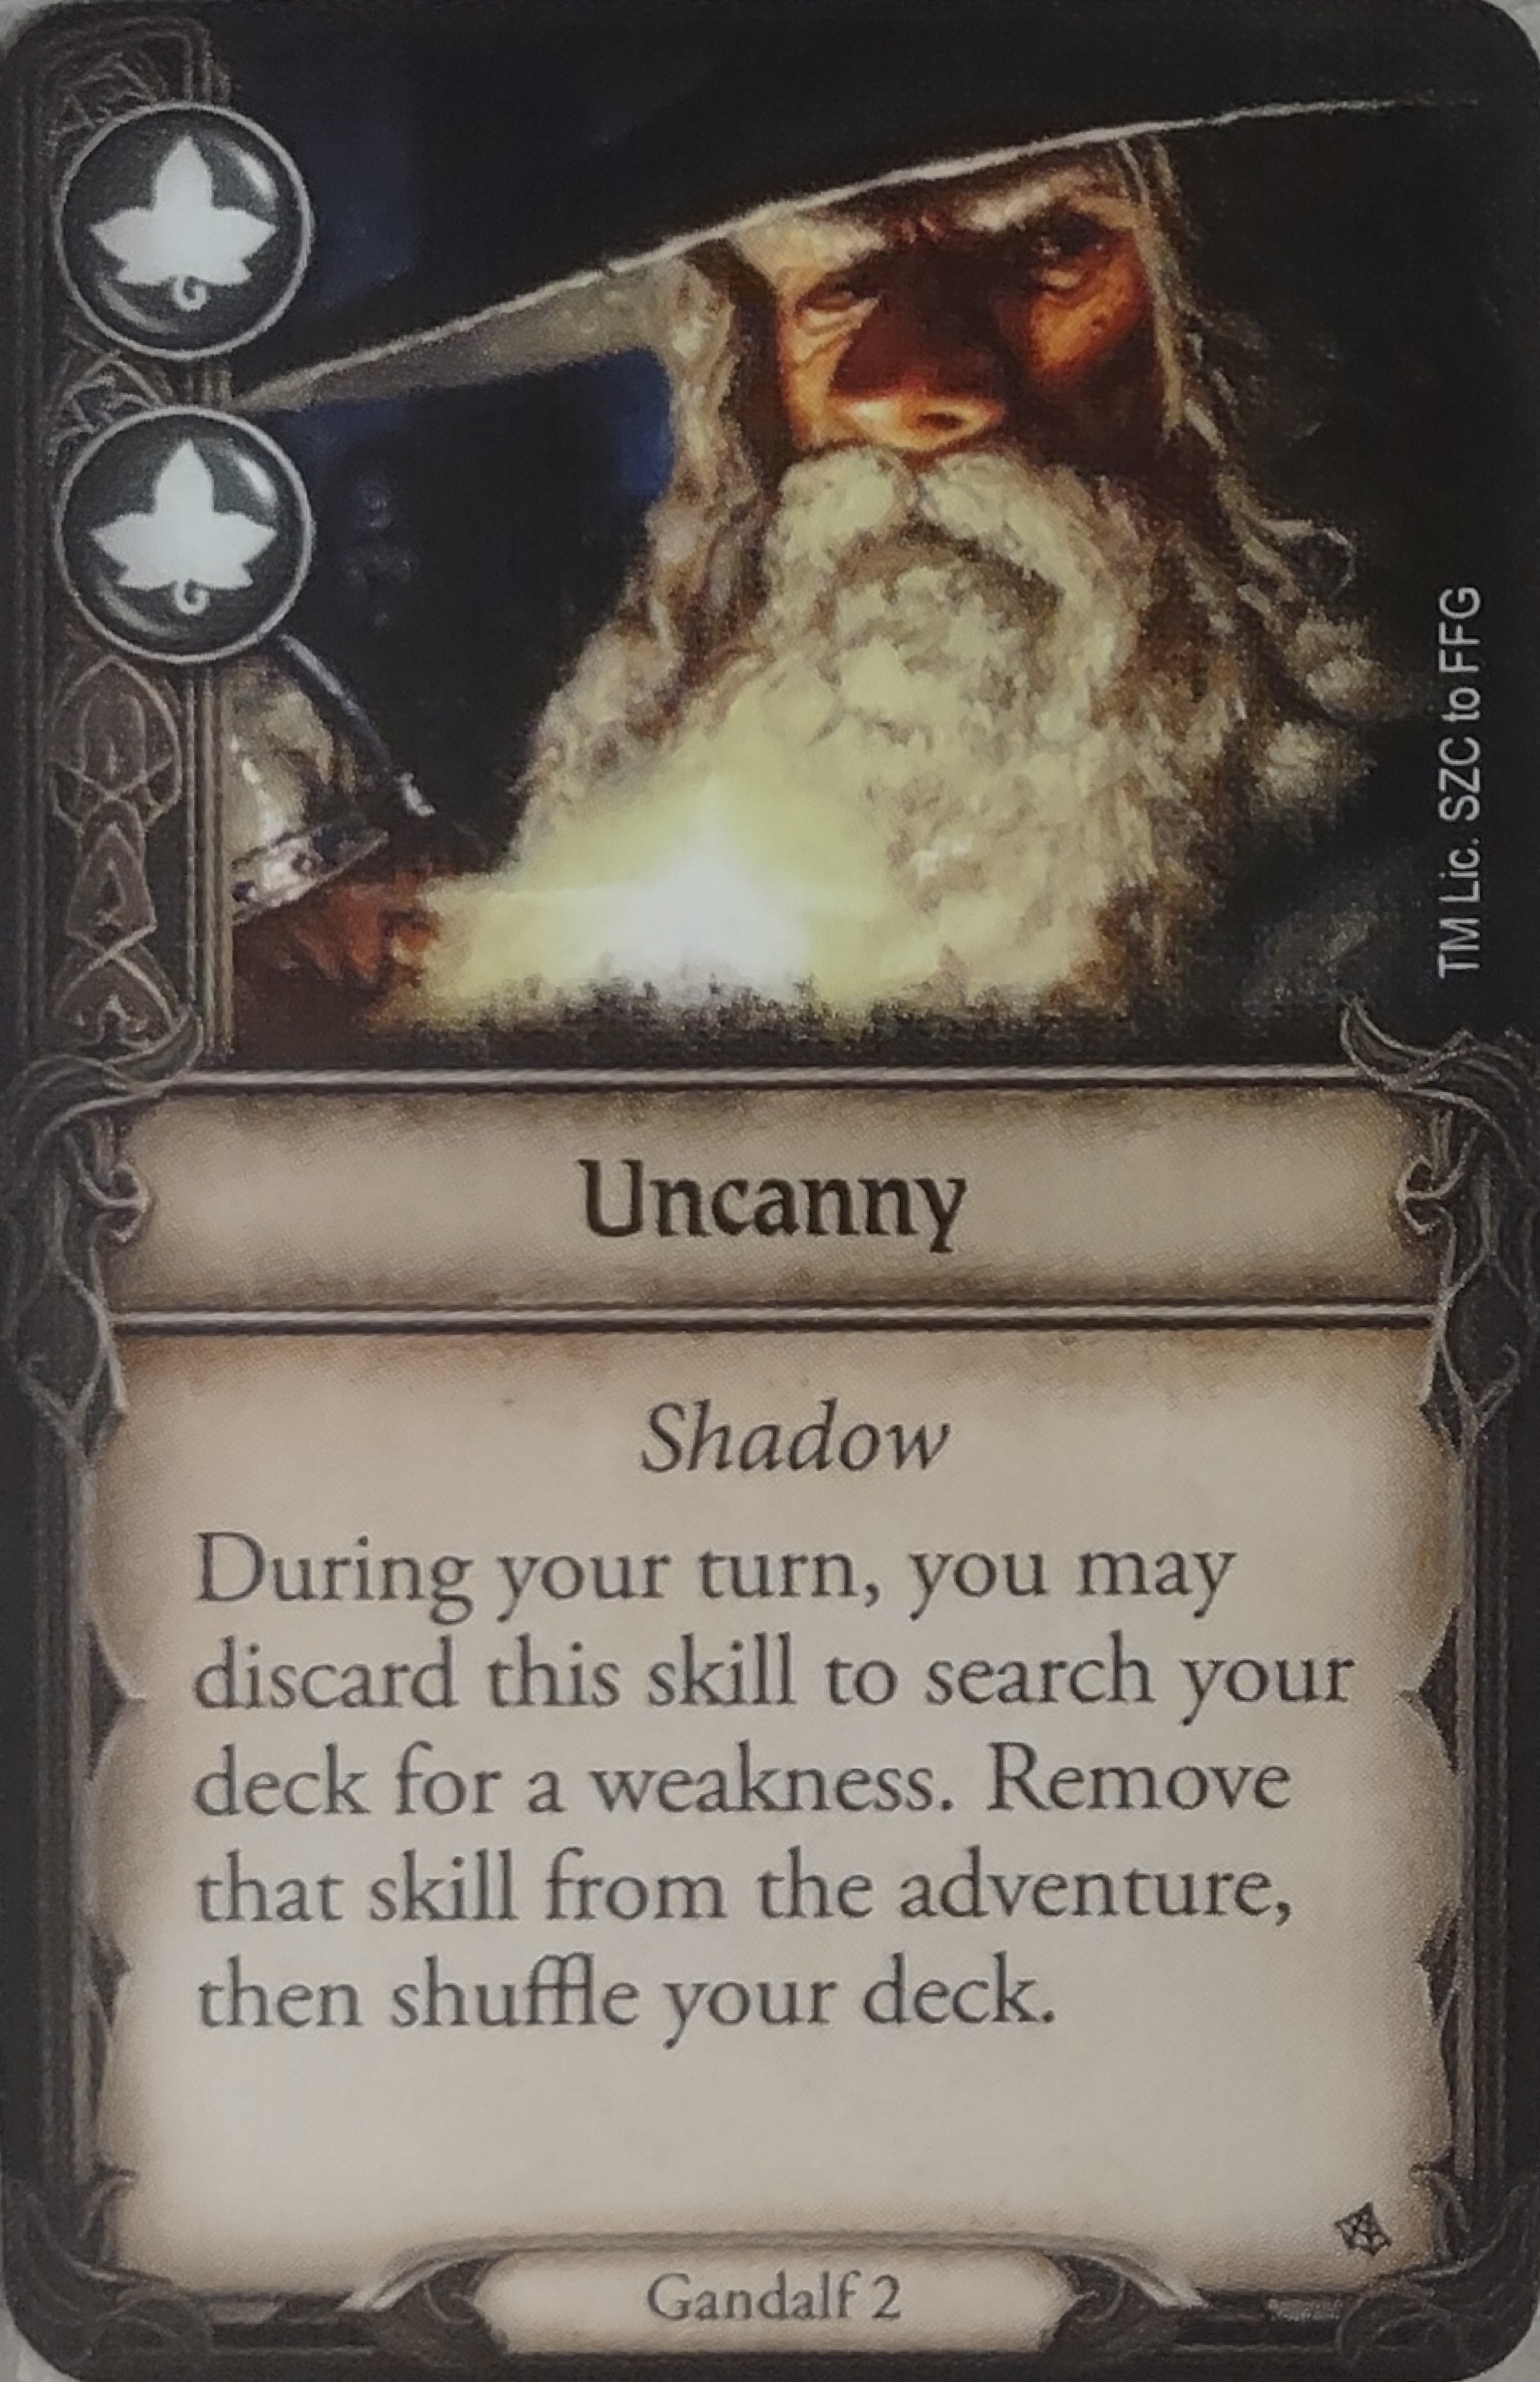 TM Lic. SZC to FFG
Uncanny
Shadow
During your turn, you may
discard this skill to search your
deck for a weakness. Remove
that skill from the adventure,
then shuffle your deck.
Gandalf 2